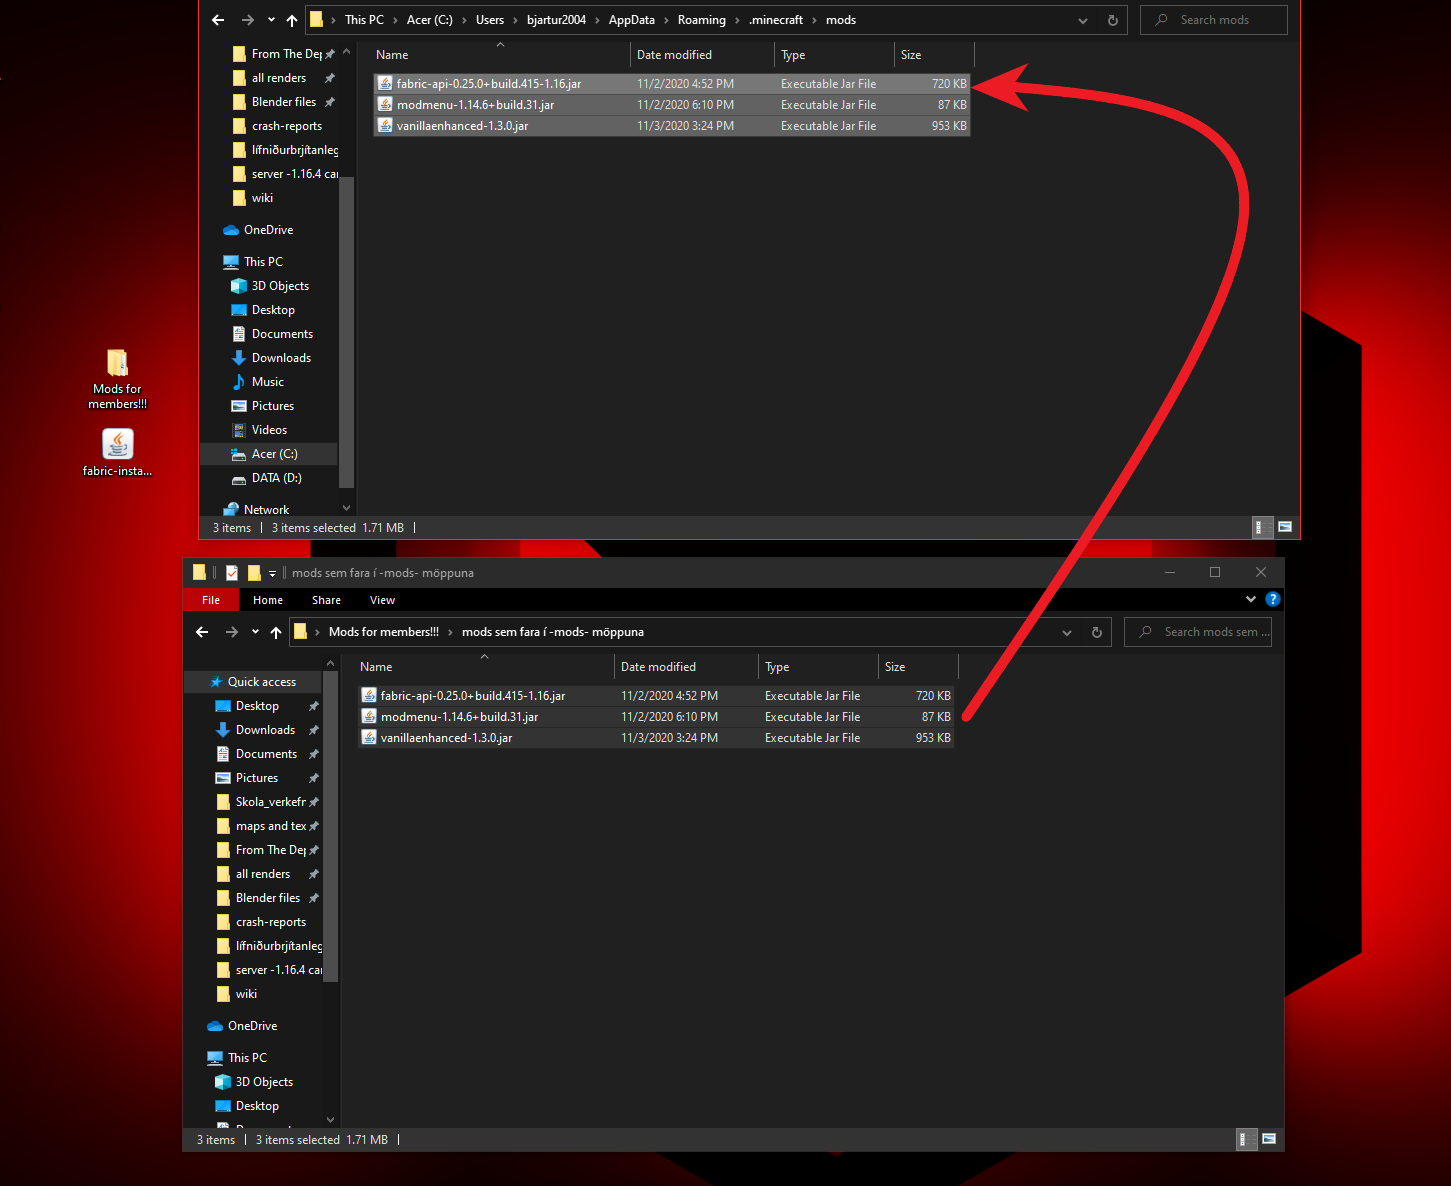 This PC › Acer (C:) › Users › bjartur2004 › AppData › Roaming › .minecraft › mods
Search mods
From The Dep
all renders
Blender files
crash-reports
lífniðurbrjítanleg
server -1.16.4 car
wiki
OneDrive
This PC
3D Objects
Desktop
Documents
Downloads
Music
Pictures
Videos
Acer (C:)
DATA (D:)
Network
Name Date modified Type Size
fabric-api-0.25.0+build.415-1.16.jar 11/2/2020 4:52 PM Executable Jar File 720 KB
modmenu-1.14.6+build.31.jar 11/2/2020 6:10 PM Executable Jar File 87 KB
vanillaenhanced-1.3.0.jar 11/3/2020 3:24 PM Executable Jar File 953 KB
3 items 3 items selected 1.71 MB
Mods for
members!!!
fabric-insta...
mods sem fara í -mods- möppuna
File Home Share View
Mods for members!!! › mods sem fara í -mods- möppuna
Search mods sem ...
Quick access
Desktop
Downloads
Documents
Pictures
Skola_verkefn
maps and tex
From The Dep
all renders
Blender files
crash-reports
lífniðurbrjítanleg
server -1.16.4 car
wiki
OneDrive
This PC
3D Objects
Desktop
Name Date modified Type Size
fabric-api-0.25.0+build.415-1.16.jar 11/2/2020 4:52 PM Executable Jar File 720 KB
modmenu-1.14.6+build.31.jar 11/2/2020 6:10 PM Executable Jar File 87 KB
vanillaenhanced-1.3.0.jar 11/3/2020 3:24 PM Executable Jar File 953 KB
3 items 3 items selected 1.71 MB